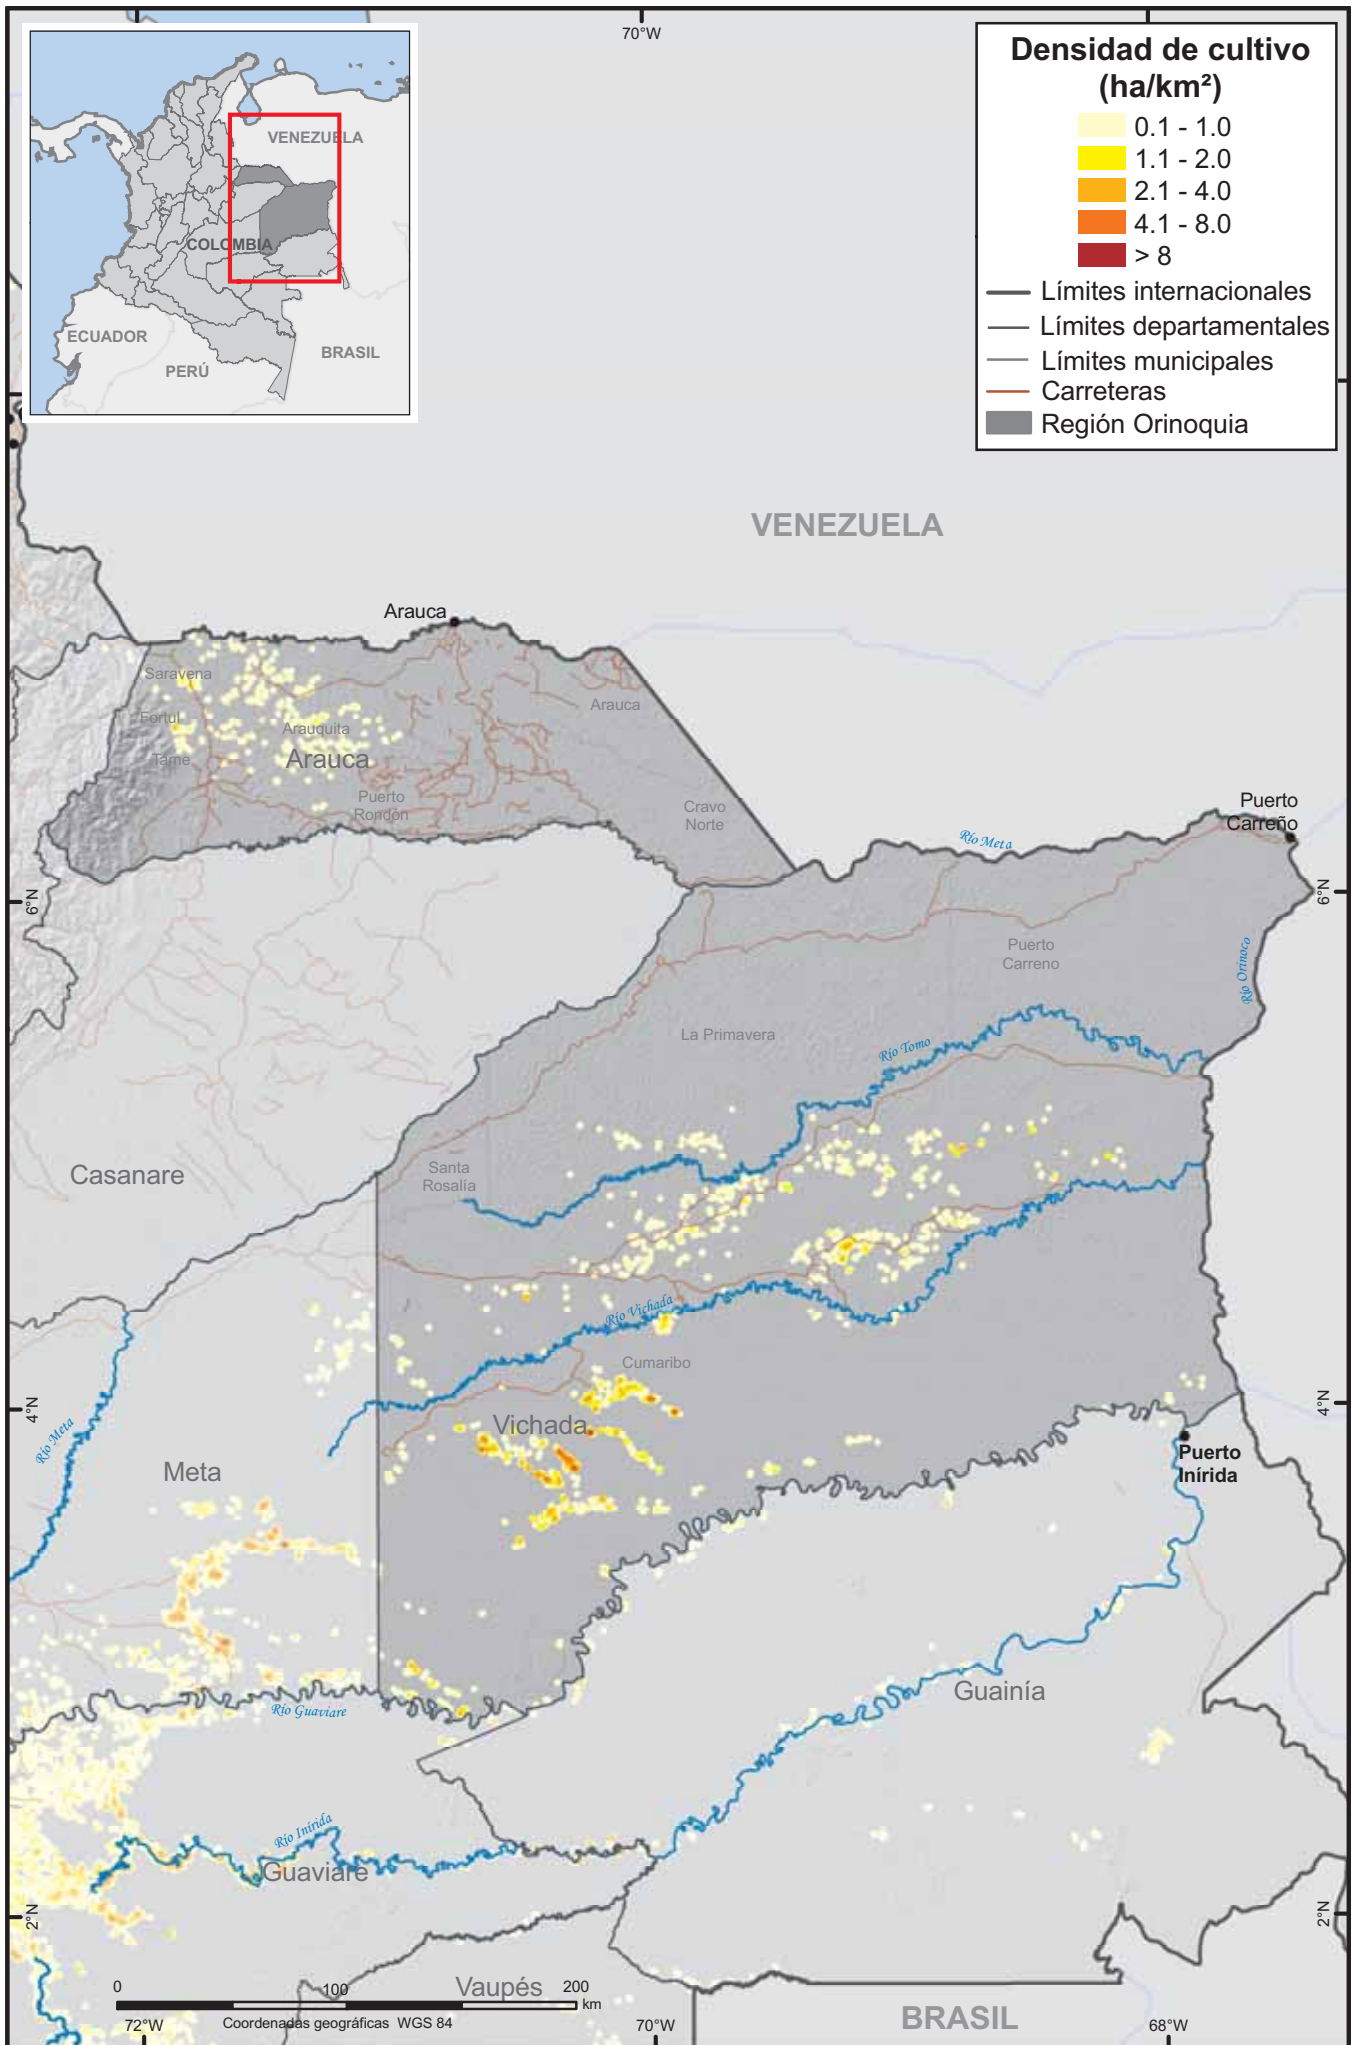 70°W
VENEZUELA
COLOMBIA
ECUADOR
PERÚ
BRASIL
Densidad de cultivo
(ha/km²)
0.1 - 1.0
1.1 - 2.0
2.1 - 4.0
4.1 - 8.0
> 8
Límites internacionales
Límites departamentales
Límites municipales
Carreteras
Región Orinoquia
VENEZUELA
Arauca
Saravena
Arauca
Fortul
Arauquita
Tame
Arauca
Puerto
Rondón
Cravo
Norte
Puerto
Carreño
Río Meta
6°N
6°N
Puerto
Carreno
Río Orinoco
La Primavera
Río Tomo
Casanare
Santa
Rosalía
Río Vichada
Cumaribo
4°N
4°N
Río Meta
Vichada
Meta
Puerto
Inírida
Guainía
Río Guaviare
Río Inírida
Guaviare
2°N
2°N
Vaupés
0
100
200
km
Coordenadas geográficas WGS 84
BRASIL
72°W
70°W
68°W